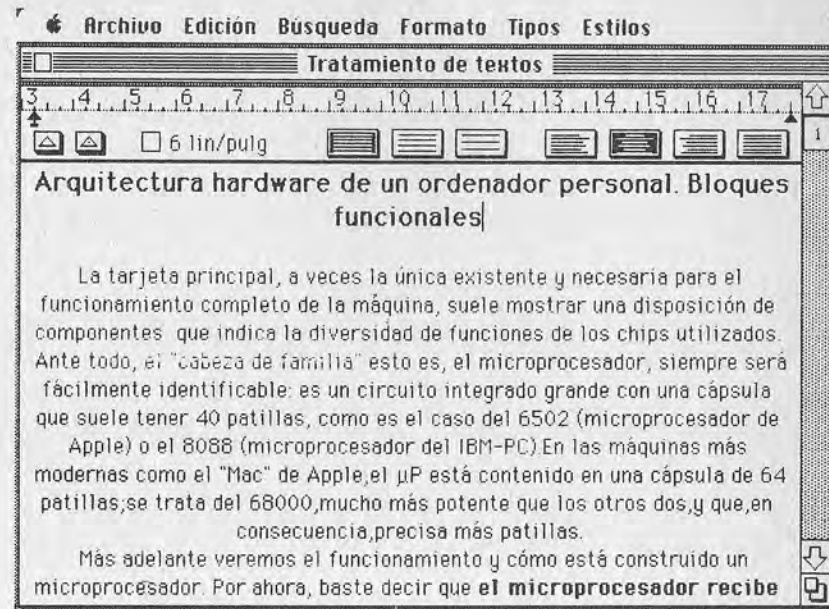 Archivo Edición Búsqueda Formato Tipos Estilos
Tratamiento de textos
3 4 5 6 7 8 9 10 11 12 13 14 15 16 17
6 lin/pulg
1
Arquitectura hardware de un ordenador personal. Bloques
funcionales
La tarjeta principal, a veces la única existente y necesaria para el
funcionamiento completo de la máquina, suele mostrar una disposición de
componentes que indica la diversidad de funciones de los chips utilizados.
Ante todo, el "cabeza de familia" esto es, el microprocesador, siempre será
fácilmente identificable: es un circuito integrado grande con una cápsula
que suele tener 40 patillas, como es el caso del 6502 (microprocesador de
Apple) o el 8088 (microprocesador del IBM-PC).En las máquinas más
modernas como el "Mac" de Apple,el µP está contenido en una cápsula de 64
patillas;se trata del 68000,mucho más potente que los otros dos,y que,en
consecuencia,precisa más patillas.
Más adelante veremos el funcionamiento y cómo está construido un
microprocesador. Por ahora, baste decir que el microprocesador recibe